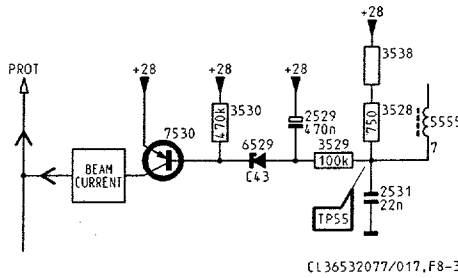 +28
3538
PROT
+28
+28
+28
7530
3530
470k
2529
470n
750
3528
5555
6529
3529
7
BEAM
CURRENT
C43
100k
2531
22n
TP55
CL36532077/017,F8-3